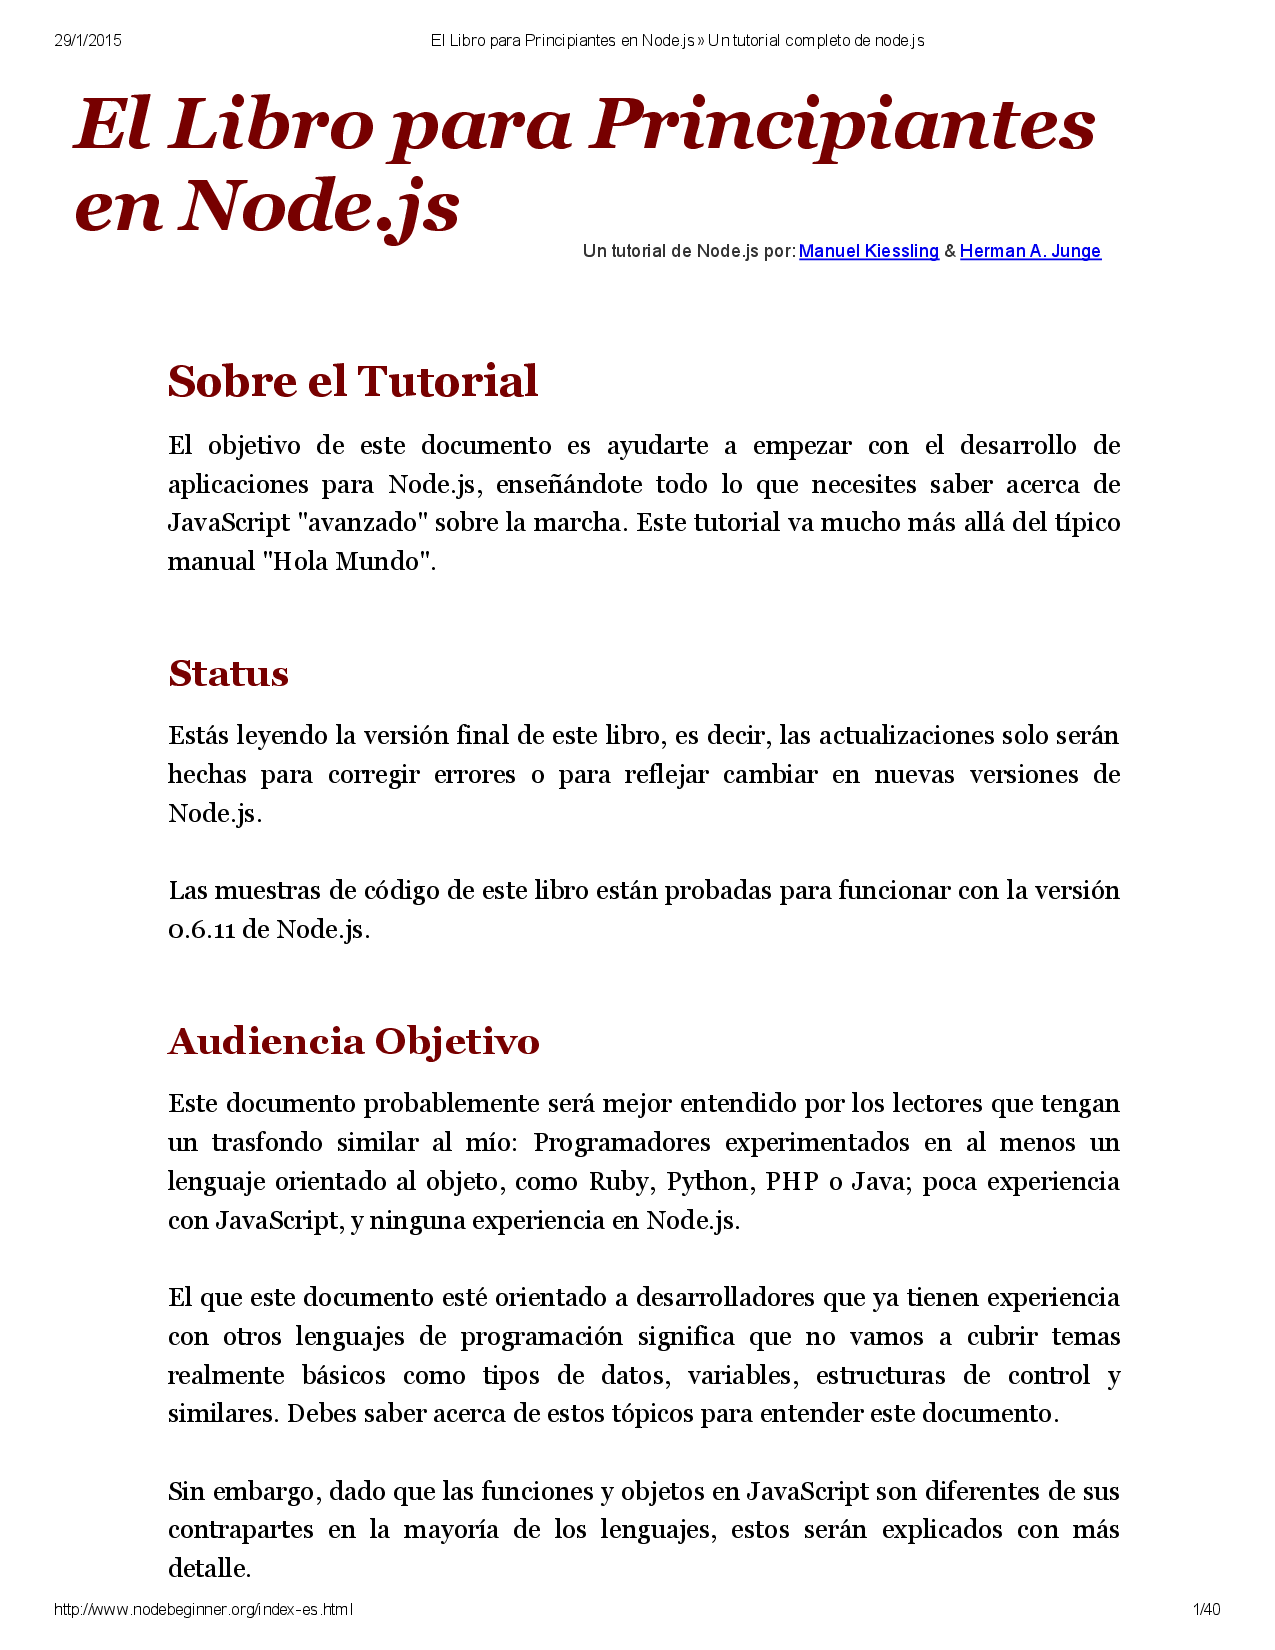 29/1/2015 El Libro para Principiantes en Node.js » Un tutorial completo de node.js
El Libro para Principiantes
en Node.js
Un tutorial de Node.js por: Manuel Kiessling & Herman A. Junge
Sobre el Tutorial
El objetivo de este documento es ayudarte a empezar con el desarrollo de
aplicaciones para Node.js, enseñándote todo lo que necesites saber acerca de
JavaScript "avanzado" sobre la marcha. Este tutorial va mucho más allá del típico
manual "Hola Mundo".
Status
Estás leyendo la versión final de este libro, es decir, las actualizaciones solo serán
hechas para corregir errores o para reflejar cambiar en nuevas versiones de
Node.js.
Las muestras de código de este libro están probadas para funcionar con la versión
0.6.11 de Node.js.
Audiencia Objetivo
Este documento probablemente será mejor entendido por los lectores que tengan
un trasfondo similar al mío: Programadores experimentados en al menos un
lenguaje orientado al objeto, como Ruby, Python, PHP o Java; poca experiencia
con JavaScript, y ninguna experiencia en Node.js.
El que este documento esté orientado a desarrolladores que ya tienen experiencia
con otros lenguajes de programación significa que no vamos a cubrir temas
realmente básicos como tipos de datos, variables, estructuras de control y
similares. Debes saber acerca de estos tópicos para entender este documento.
Sin embargo, dado que las funciones y objetos en JavaScript son diferentes de sus
contrapartes en la mayoría de los lenguajes, estos serán explicados con más
detalle.
http://www.nodebeginner.org/index-es.html 1/40